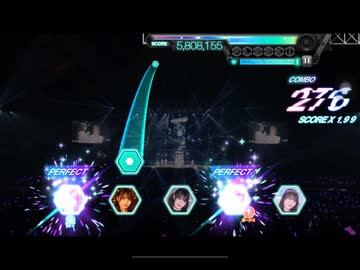 SCORE 5,808,155
COMBO
276
SCORE X 1,99
PERFECT
PERFECT